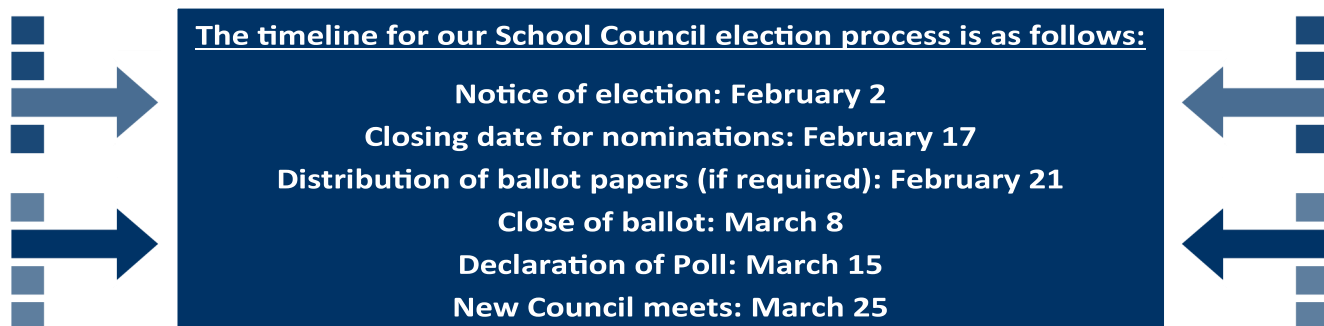 The timeline for our School Council election process is as follows:
Notice of election: February 2
Closing date for nominations: February 17
Distribution of ballot papers (if required): February 21
Close of ballot: March 8
Declaration of Poll: March 15
New Council meets: March 25